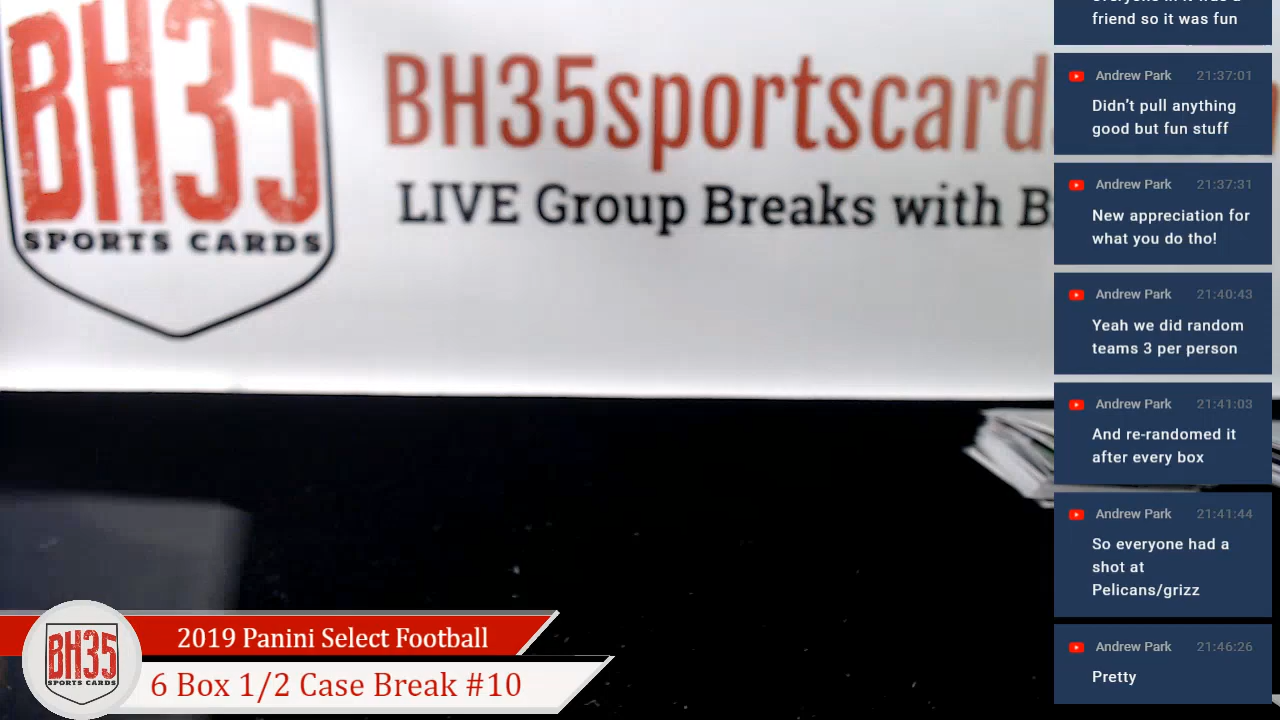 BH35
SPORTS CARDS
BH35sportscard
LIVE Group Breaks with B
friend so it was fun
Andrew Park 21:37:01
Didn't pull anything
good but fun stuff
Andrew Park 21:37:31
New appreciation for
what you do tho!
Andrew Park 21:40:43
Yeah we did random
teams 3 per person
Andrew Park 21:41:03
And re-randomed it
after every box
Andrew Park 21:41:44
So everyone had a
shot at
Pelicans/grizz
Andrew Park 21:46:26
Pretty
BH35
SPORTS CARDS
2019 Panini Select Football
6 Box 1/2 Case Break #10